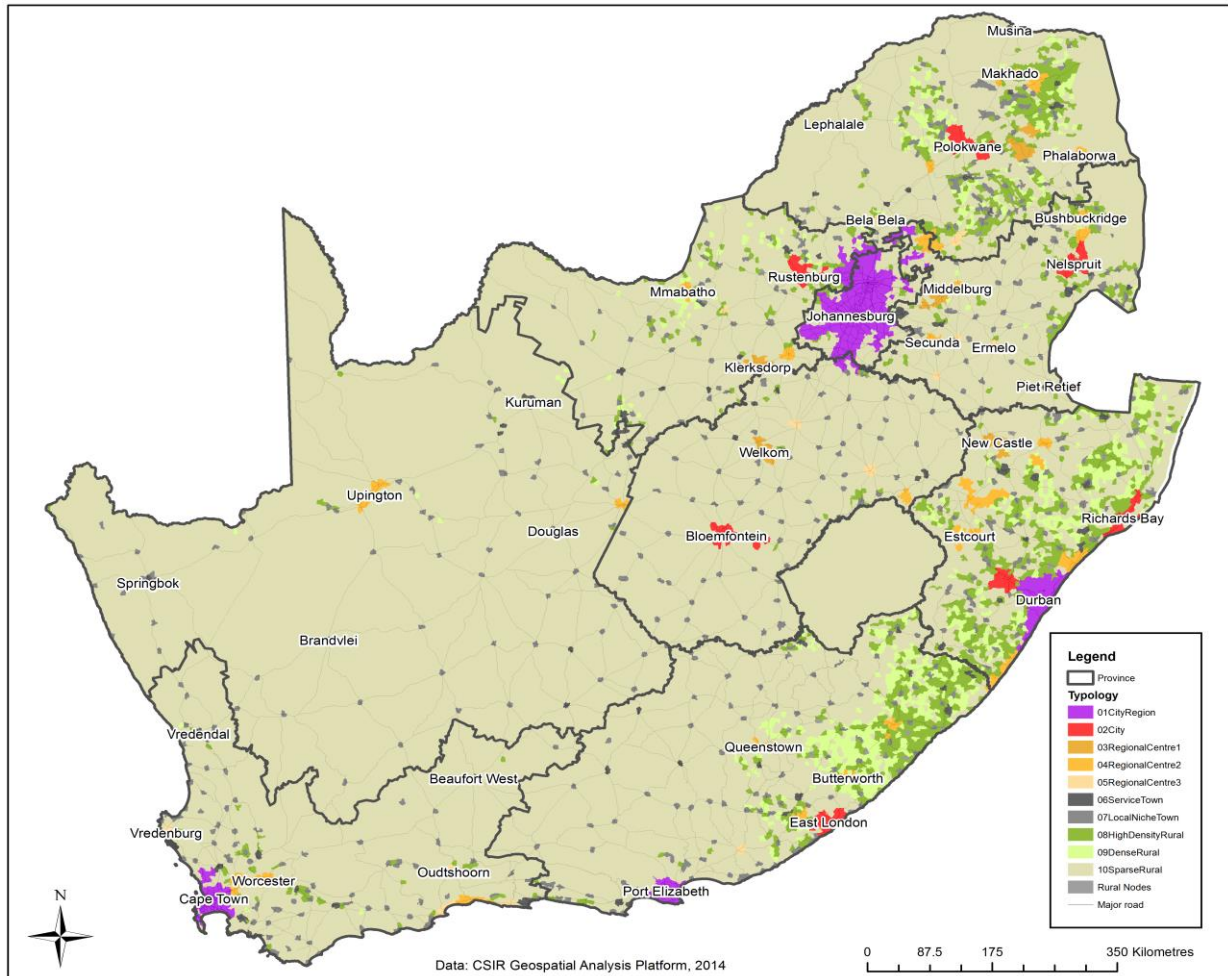 Musina
Makhado
Lephalale
Polokwane
Phalaborwa
Bela Bela
Bushbuckridge
Rustenburg
Nelspruit
Mmabatho
Middelburg
Johannesburg
Secunda
Ermelo
Klerksdorp
Piet Retief
Kuruman
New Castle
Welkom
Upington
Richards Bay
Douglas
Bloemfontein
Estcourt
Springbok
Durban
Brandvlei
Vredendal
Queenstown
Beaufort West
Butterworth
Vredenburg
East London
Oudtshoorn
Worcester
Port Elizabeth
Cape Town
Legend
Province
Typology
01CityRegion
02City
03RegionalCentre1
04RegionalCentre2
05RegionalCentre3
06ServiceTown
07LocalNicheTown
08HighDensityRural
09DenseRural
10SparseRural
Rural Nodes
Major road
N
0 87.5 175 350 Kilometres
Data: CSIR Geospatial Analysis Platform, 2014